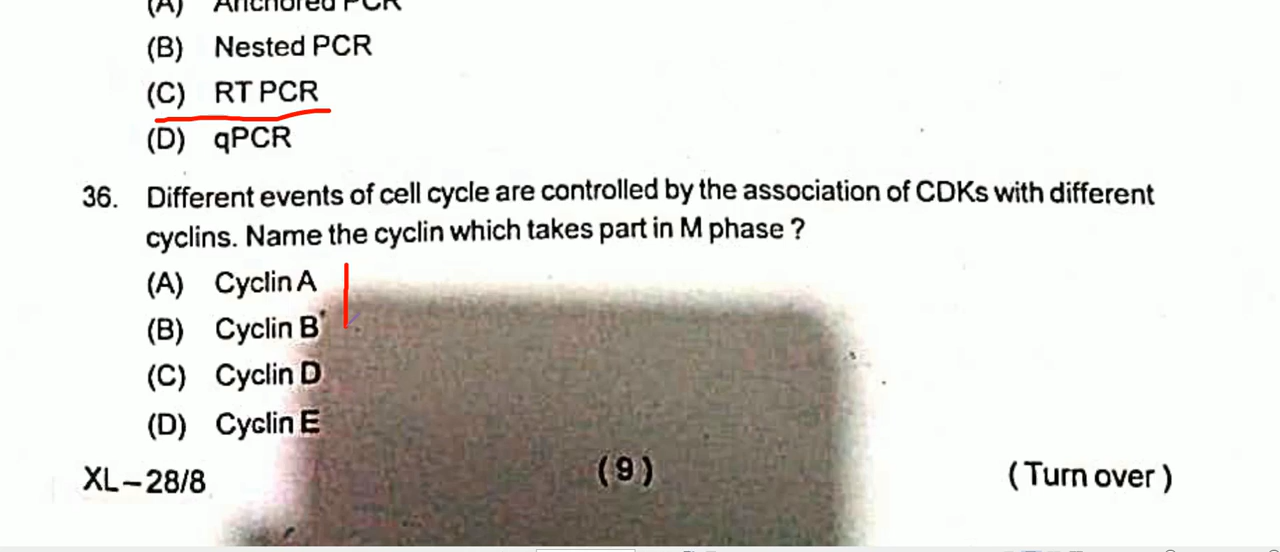 (A) Anchored PCR
(B) Nested PCR
(C) RT PCR
(D) qPCR
36. Different events of cell cycle are controlled by the association of CDKs with different
cyclins. Name the cyclin which takes part in M phase ?
(A) Cyclin A
(B) Cyclin B
(C) Cyclin D
(D) Cyclin E
XL-28/8 (9) (Turn over)